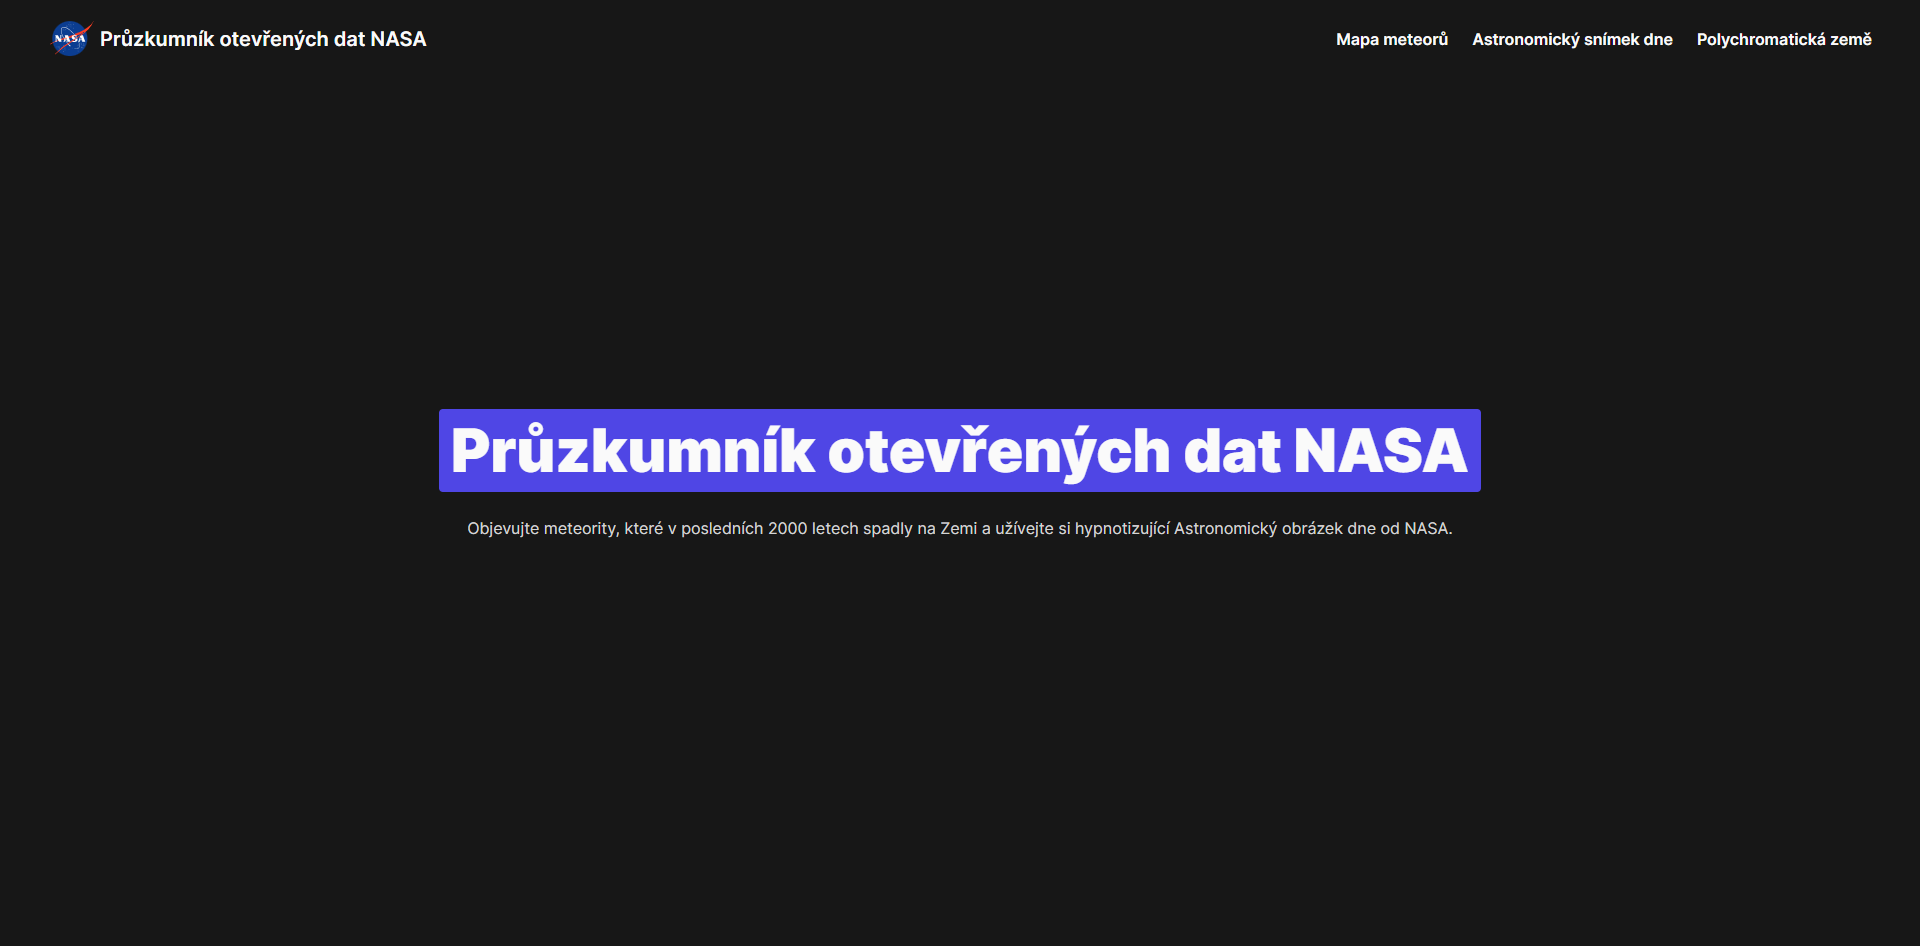 NASA
Průzkumník otevřených dat NASA
Mapa meteorů
Astronomický snímek dne
Polychromatická země
Průzkumník otevřených dat NASA
Objevujte meteority, které v posledních 2000 letech spadly na Zemi a užívejte si hypnotizující Astronomický obrázek dne od NASA.